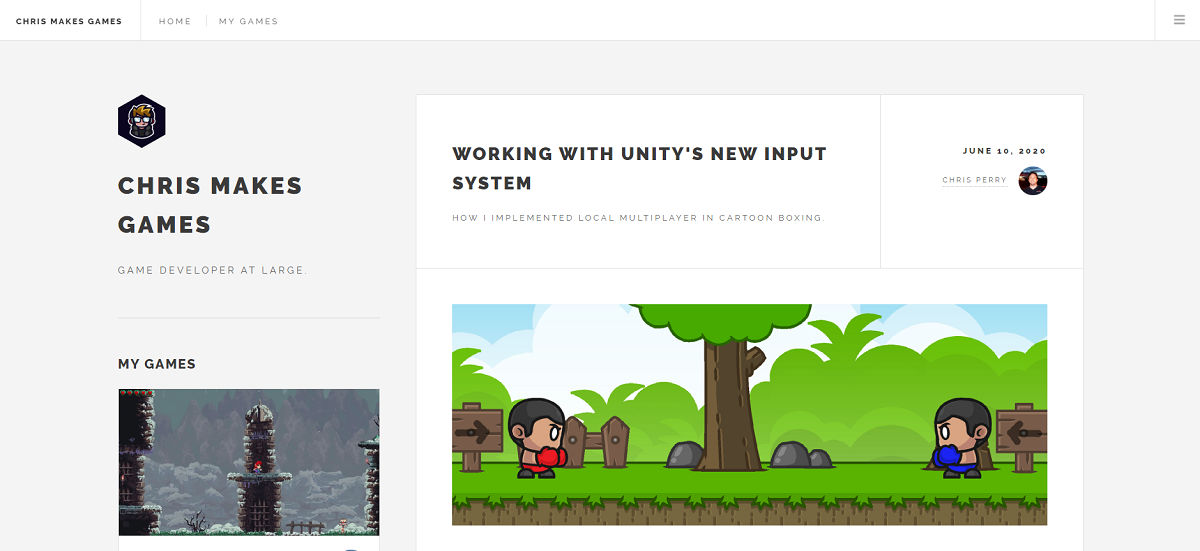 CHRIS MAKES GAMES
HOME
MY GAMES
CHRIS MAKES
GAMES
GAME DEVELOPER AT LARGE.
MY GAMES
WORKING WITH UNITY'S NEW INPUT
SYSTEM
HOW I IMPLEMENTED LOCAL MULTIPLAYER IN CARTOON BOXING.
JUNE 10, 2020
CHRIS PERRY